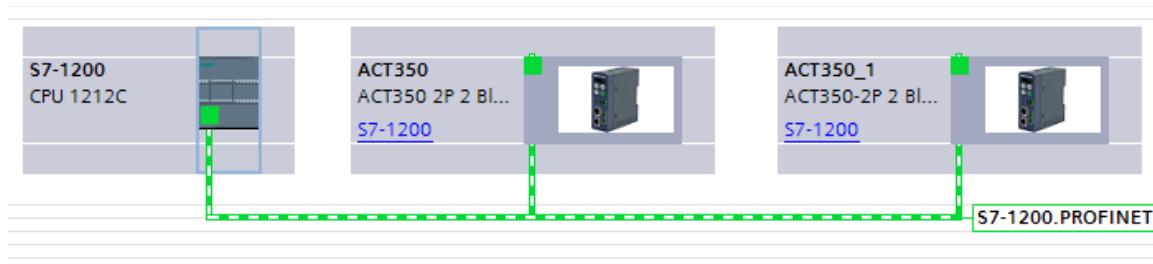 S7-1200
CPU 1212C
ACT350
ACT350 2P 2 Bl...
S7-1200
ACT350_1
ACT350-2P 2 Bl...
S7-1200
S7-1200.PROFINET